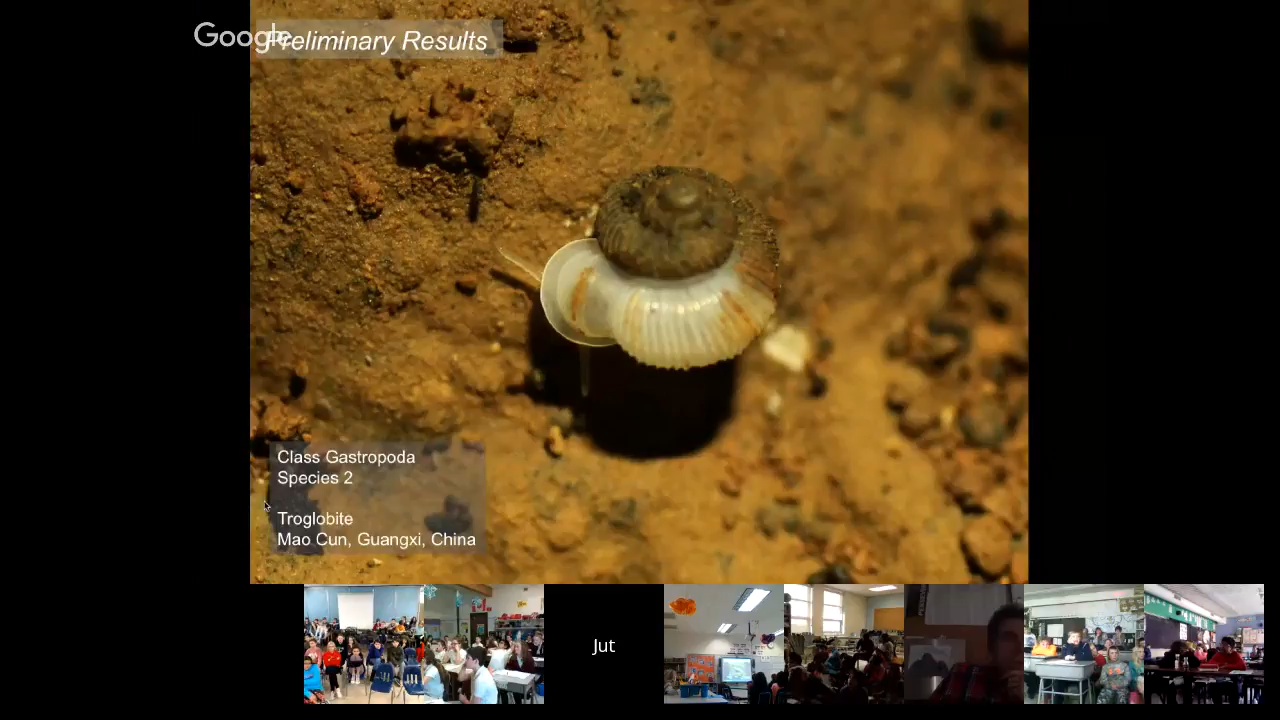 Google
Preliminary Results
Class Gastropoda
Species 2
Troglobite
Mao Cun, Guangxi, China
Jut